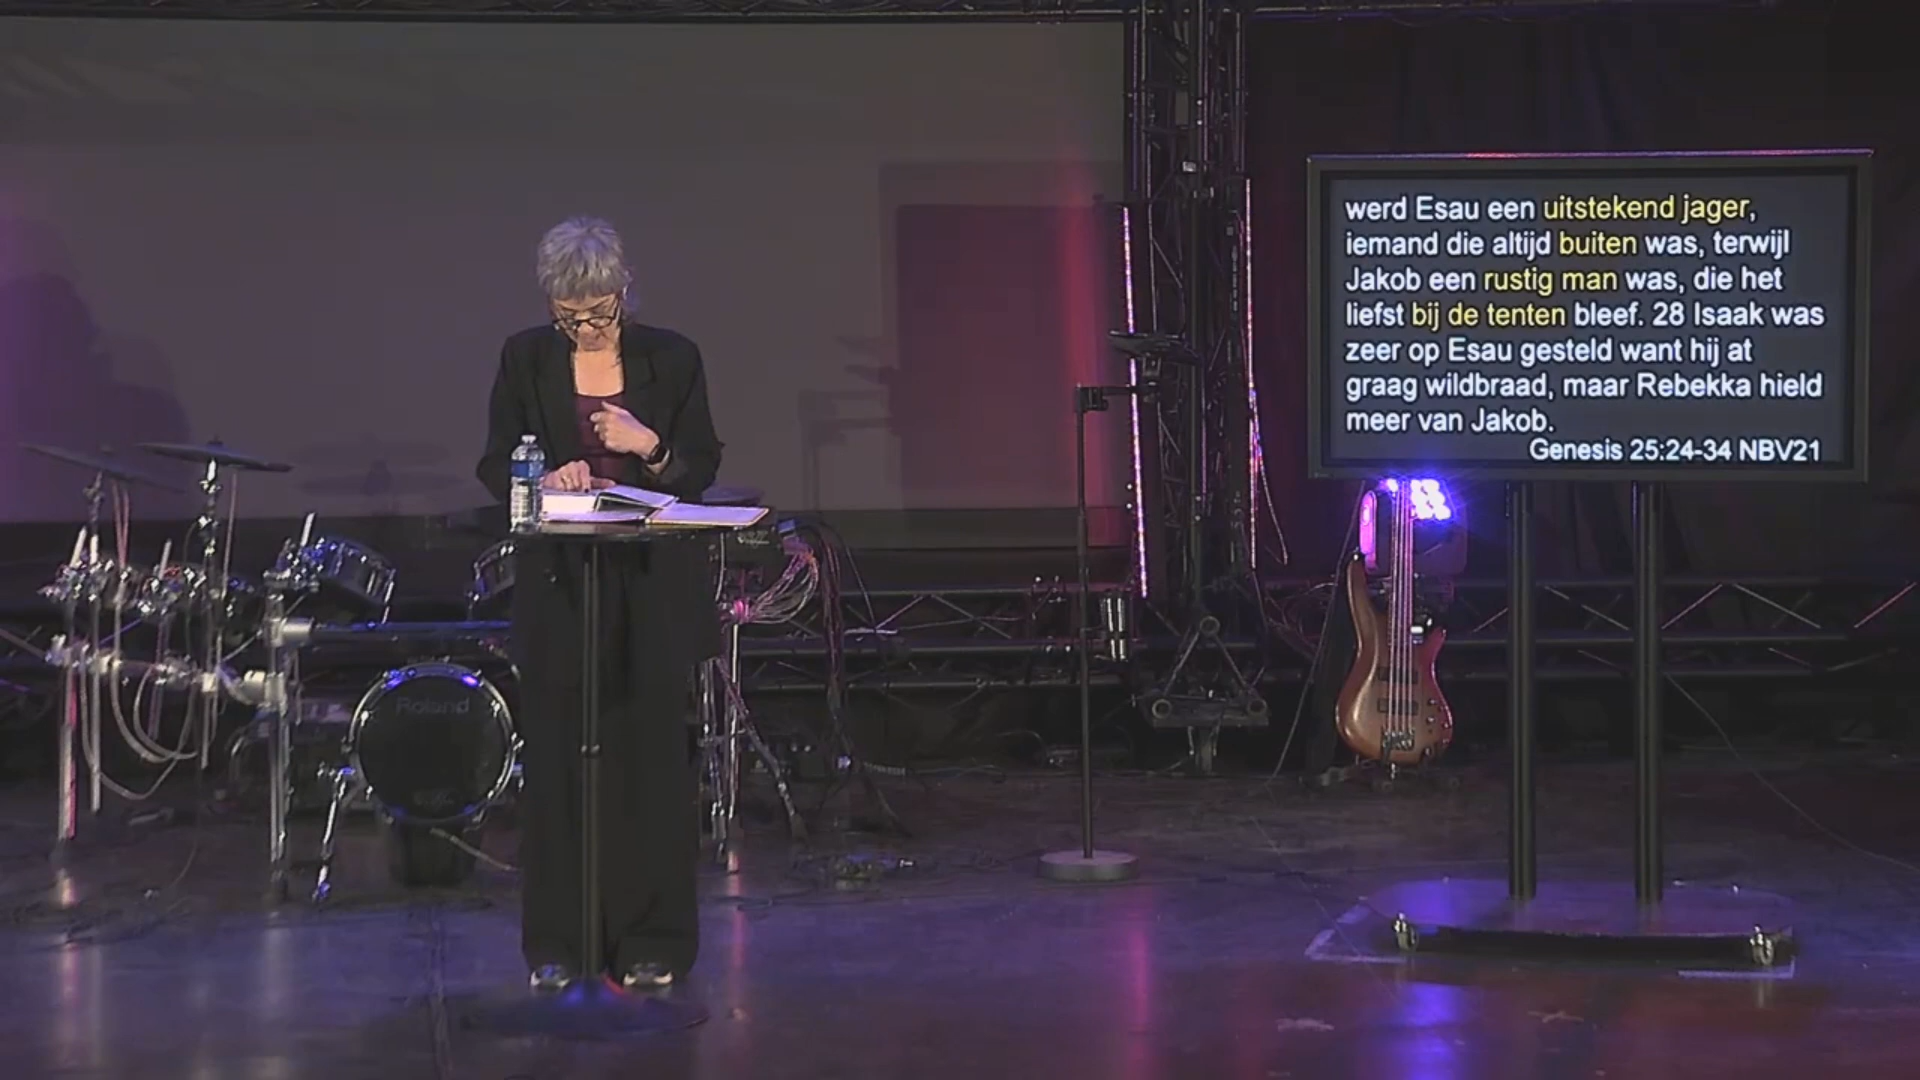 werd Esau een uitstekend jager,
iemand die altijd buiten was, terwijl
Jakob een rustig man was, die het
liefst bij de tenten bleef. 28 Isaak was
zeer op Esau gesteld want hij at
graag wildbraad, maar Rebekka hield
meer van Jakob.
Genesis 25:24-34 NBV21
Roland